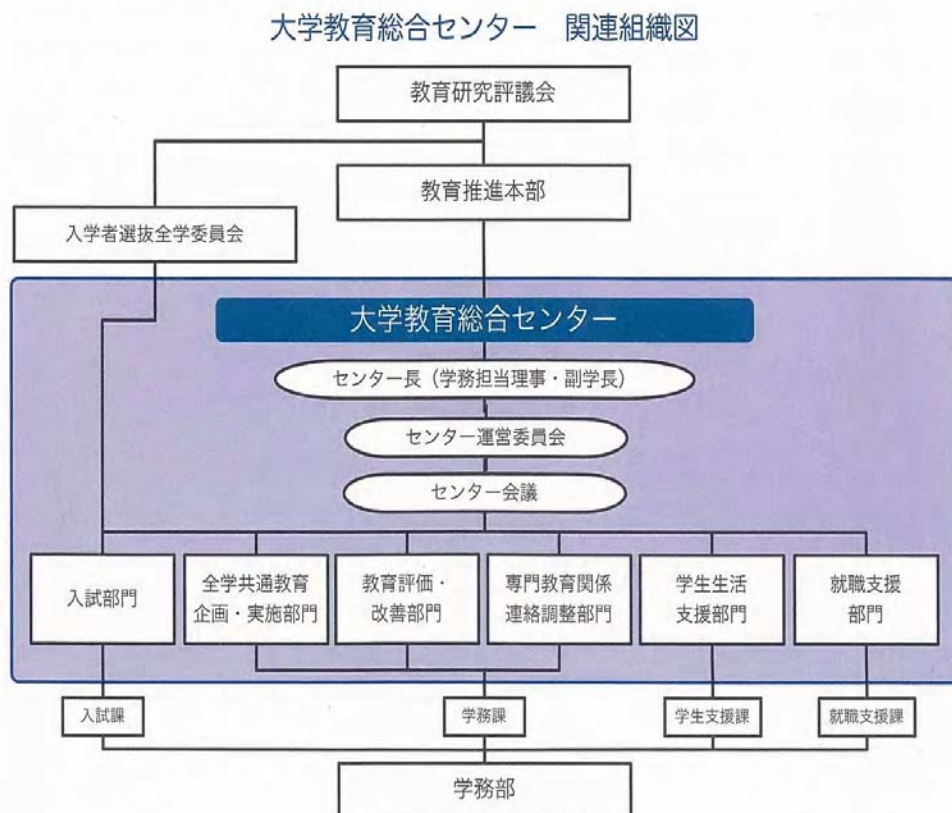 大学教育総合センター　関連組織図
教育研究評議会
教育推進本部
入学者選抜全学委員会
大学教育総合センター
センター長（学務担当理事・副学長）
センター運営委員会
センター会議
入試部門
全学共通教育
企画・実施部門
教育評価・
改善部門
専門教育関係
連絡調整部門
学生生活
支援部門
就職支援
部門
入試課
学務課
学生支援課
就職支援課
学務部